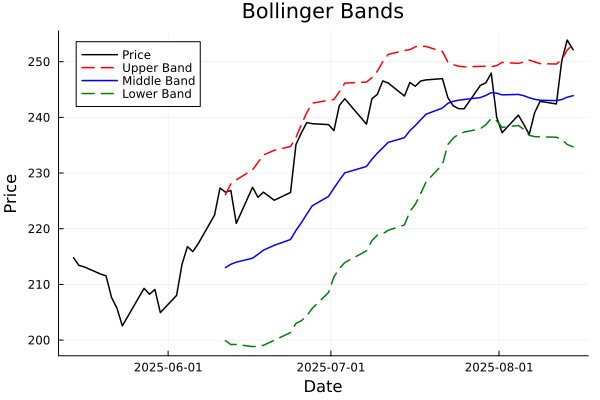 Bollinger Bands
Price
Upper Band
Middle Band
Lower Band
250
240
230
220
210
200
Price
2025-06-01 2025-07-01 2025-08-01
Date